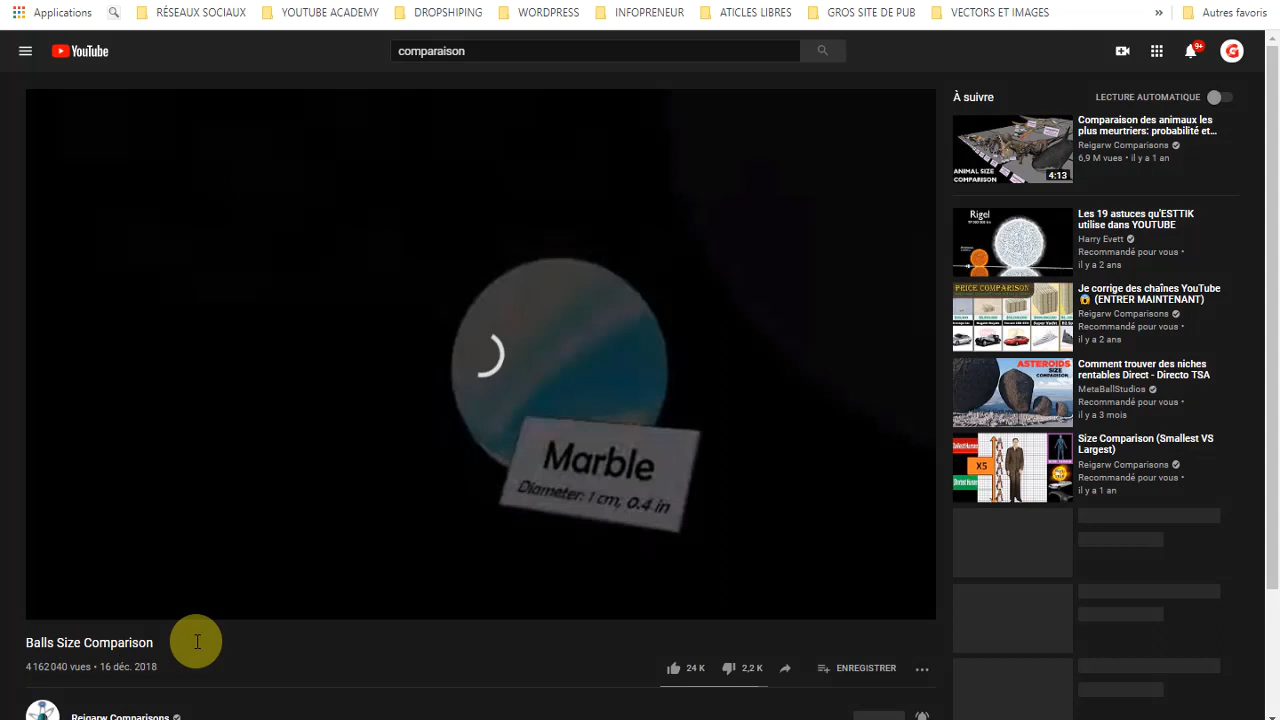 Applications
RÉSEAUX SOCIAUX
YOUTUBE ACADEMY
DROPSHIPING
WORDPRESS
INFOPRENEUR
ATICLES LIBRES
GROS SITE DE PUB
VECTORS ET IMAGES
»
Autres favoris
YouTube
comparaison
9+
G
Marble
Diameter: 1 cm, 0.4 in
Balls Size Comparison
4 162 040 vues • 16 déc. 2018
24 K
2,2 K
ENREGISTRER
Reigarw Comparisons
À suivre
LECTURE AUTOMATIQUE
ANIMAL SIZE
COMPARISON
4:13
Comparaison des animaux les
plus meurtriers: probabilité et...
Reigarw Comparisons
6,9 M vues • il y a 1 an
Rigel
Les 19 astuces qu'ESTTIK
utilise dans YOUTUBE
Harry Evett
Recommandé pour vous •
il y a 2 ans
PRICE COMPARISON
Je corrige des chaînes YouTube
😱 (ENTRER MAINTENANT)
Reigarw Comparisons
Recommandé pour vous •
il y a 2 ans
ASTEROIDS
SIZE
COMPARISON
Comment trouver des niches
rentables Direct - Directo TSA
MetaBallStudios
Recommandé pour vous •
il y a 3 mois
X5
Size Comparison (Smallest VS
Largest)
Reigarw Comparisons
Recommandé pour vous •
il y a 1 an